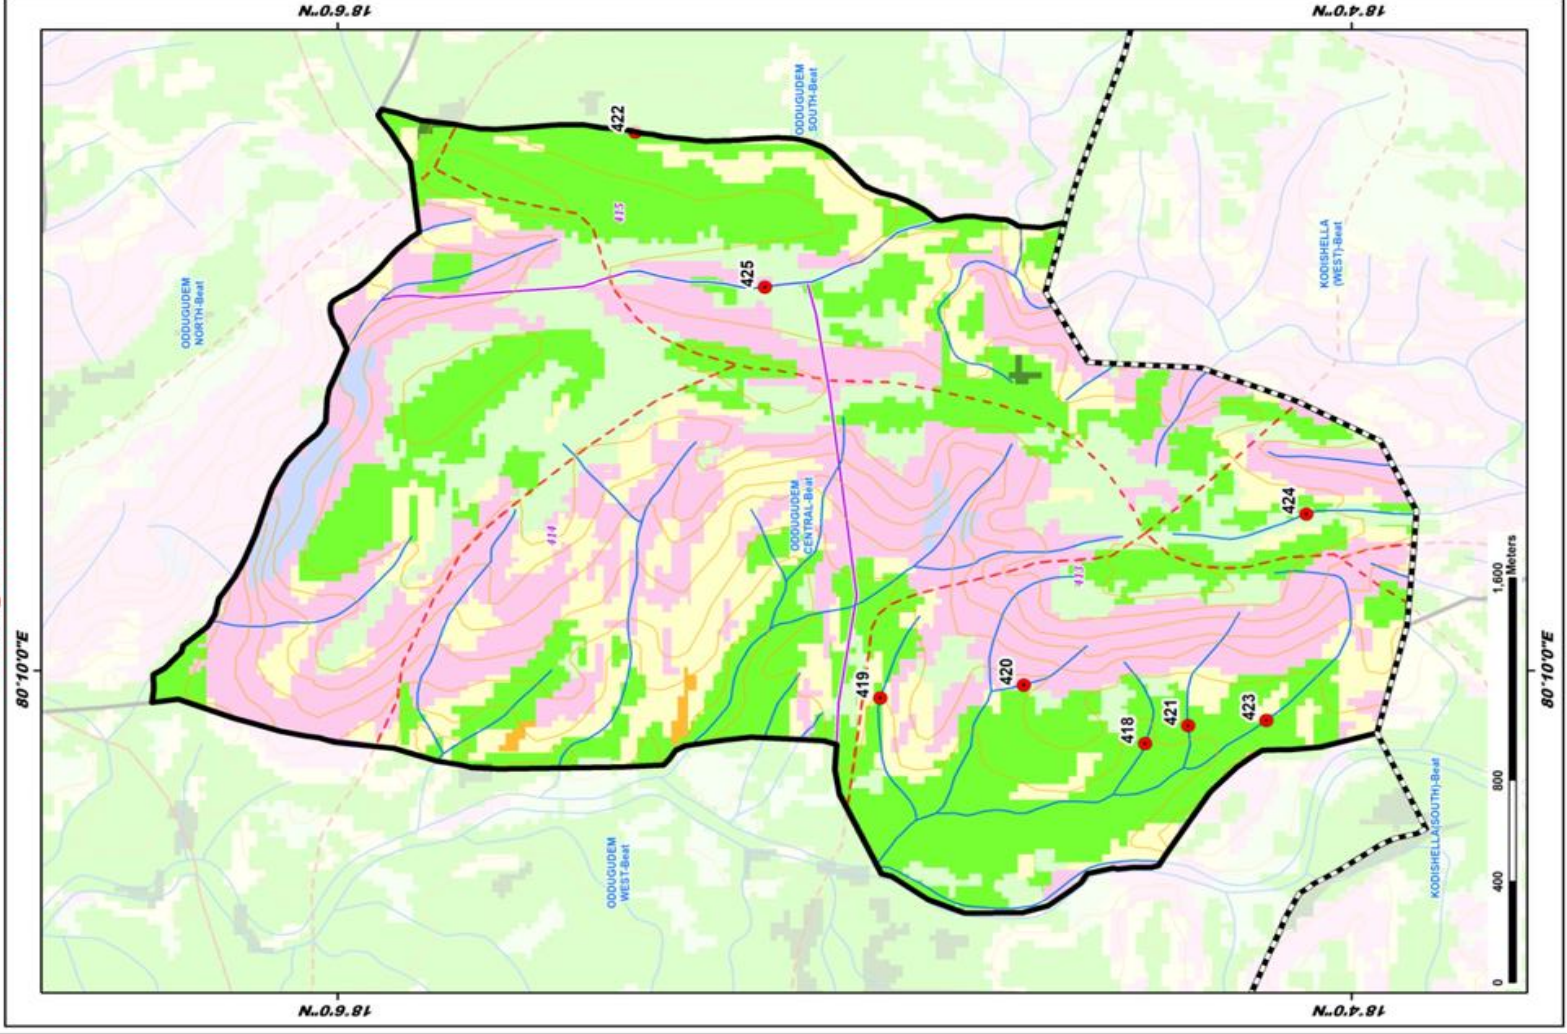 18°6'0"N
18°4'0"N
422
ODDUGUDEM
SOUTH-Beat
415
425
ODDUGUDEM
NORTH-Beat
KODISHELLA
(WEST)-Beat
414
ODDUGUDEM
CENTRAL-Beat
424
413
80°10'0"E
80°10'0"E
419
420
418
421
423
ODDUGUDEM
WEST-Beat
KODISHELLA(SOUTH)-Beat
0 400 800 1,600
Meters
18°6'0"N
18°4'0"N